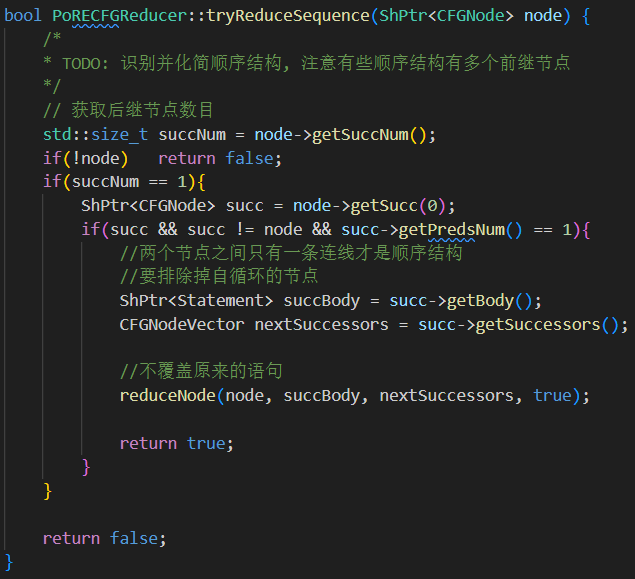 bool PoRECFGReducer::tryReduceSequence(ShPtr<CFGNode> node) {
/*
* TODO: 识别并化简顺序结构, 注意有些顺序结构有多个前继节点
*/
// 获取后继节点数目
std::size_t succNum = node->getSuccNum();
if(!node)   return false;
if(succNum == 1){
ShPtr<CFGNode> succ = node->getSucc(0);
if(succ && succ != node && succ->getPredsNum() == 1){
//两个节点之间只有一条连线才是顺序结构
//要排除掉自循环的节点
ShPtr<Statement> succBody = succ->getBody();
CFGNodeVector nextSuccessors = succ->getSuccessors();
//不覆盖原来的语句
reduceNode(node, succBody, nextSuccessors, true);
return true;
}
}
return false;
}